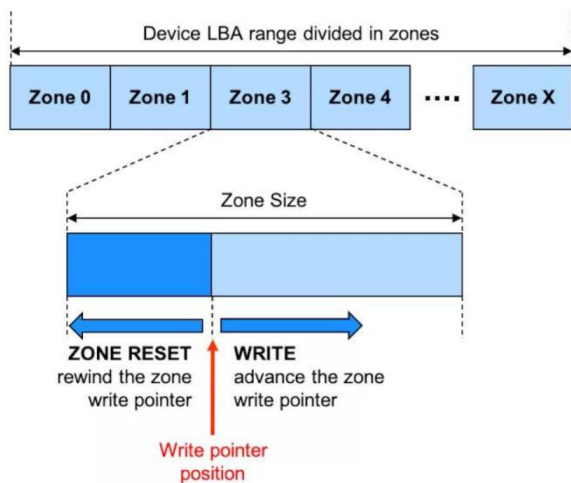 Device LBA range divided in zones
Zone 0 Zone 1 Zone 3 Zone 4 .... Zone X
Zone Size
ZONE RESET
rewind the zone
write pointer
WRITE
advance the zone
write pointer
Write pointer
position